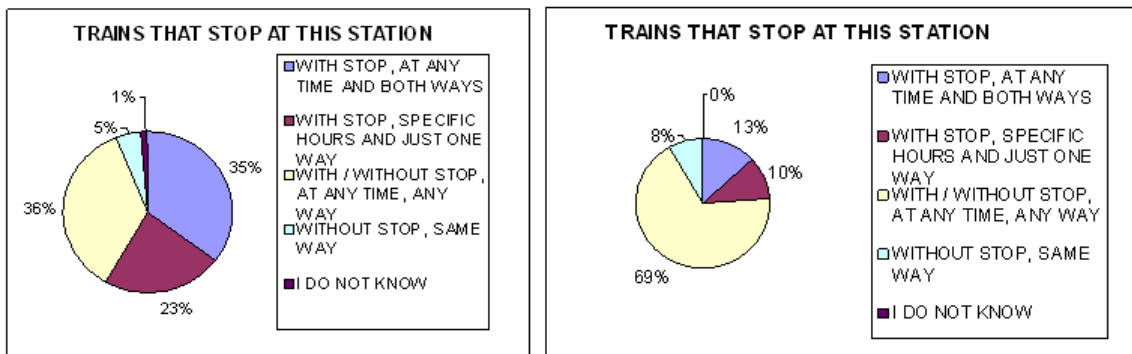 TRAINS THAT STOP AT THIS STATION
WITH STOP, AT ANY
TIME AND BOTH WAYS
WITH STOP, SPECIFIC
HOURS AND JUST ONE
WAY
WITH / WITHOUT STOP,
AT ANY TIME, ANY
WAY
WITHOUT STOP, SAME
WAY
I DO NOT KNOW
1%
5%
35%
36%
23%
TRAINS THAT STOP AT THIS STATION
WITH STOP, AT ANY
TIME AND BOTH WAYS
WITH STOP, SPECIFIC
HOURS AND JUST ONE
WAY
WITH / WITHOUT STOP,
AT ANY TIME, ANY WAY
WITHOUT STOP, SAME
WAY
I DO NOT KNOW
0%
8%
13%
10%
69%